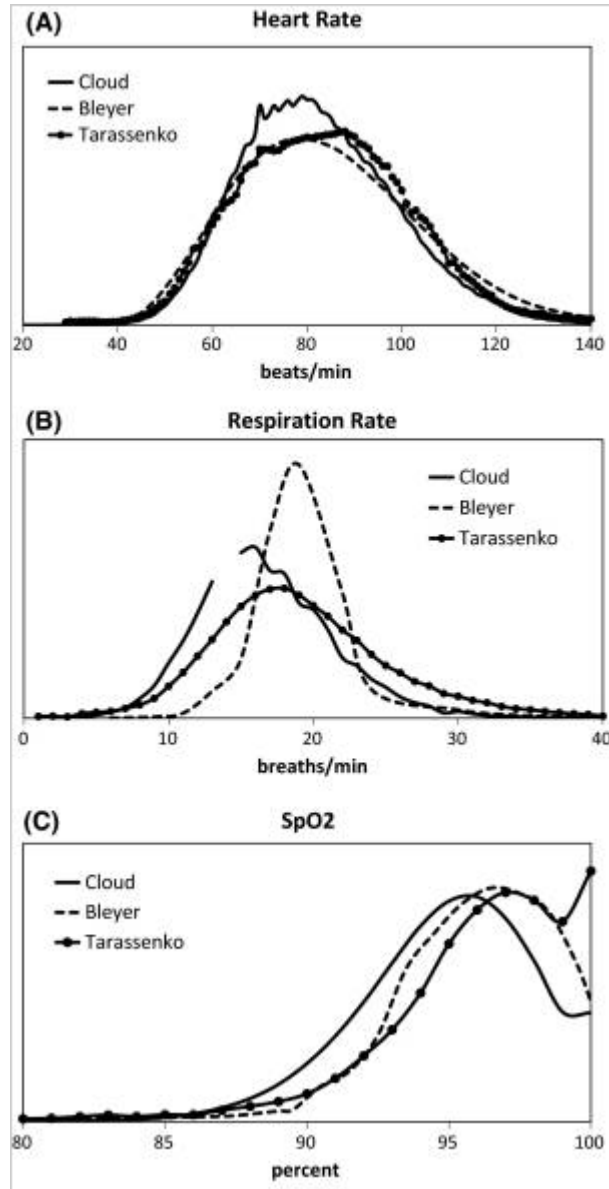 (A) Heart Rate
Cloud
Bleyer
Tarassenko
20 40 60 80 100 120 140
beats/min
(B) Respiration Rate
Cloud
Bleyer
Tarassenko
0 10 20 30 40
breaths/min
(C) SpO2
Cloud
Bleyer
Tarassenko
80 85 90 95 100
percent